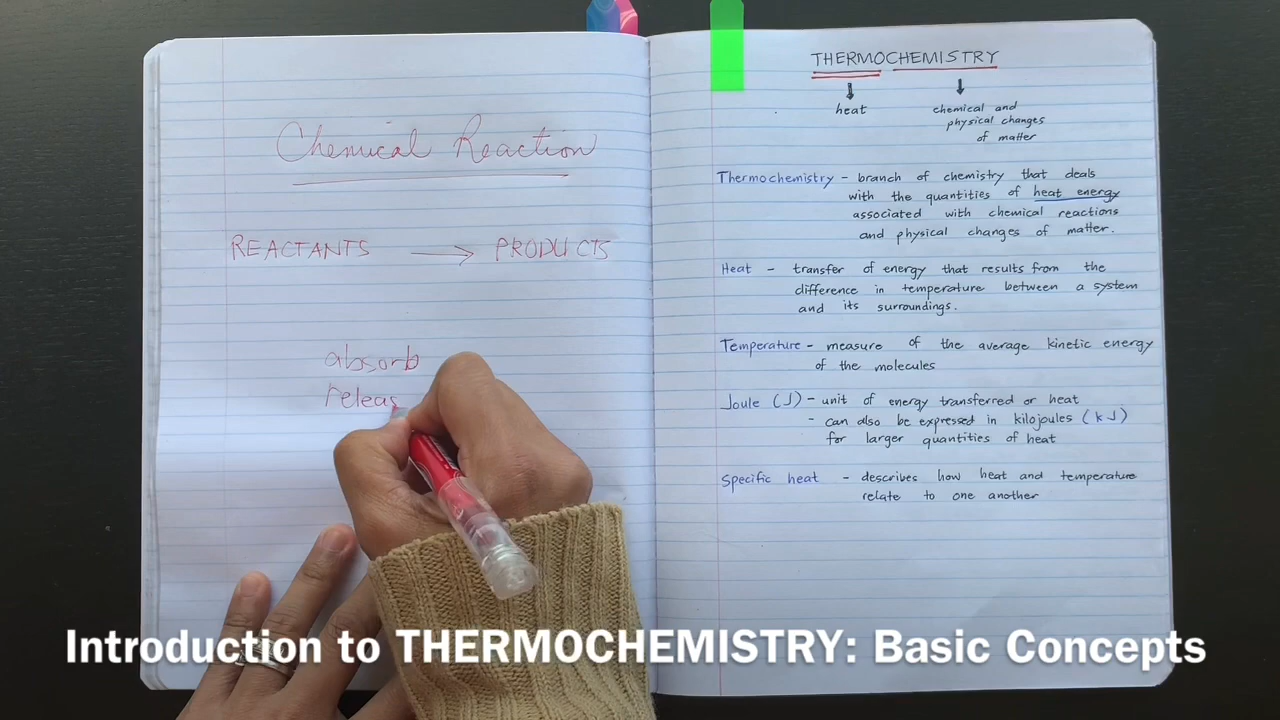 Chemical Reaction
REACTANTS → PRODUCTS
absorb
releas
THERMOCHEMISTRY
heat
chemical and
physical changes
of matter
Thermochemistry - branch of chemistry that deals
with the quantities of heat energy
associated with chemical reactions
and physical changes of matter.
Heat - transfer of energy that results from the
difference in temperature between a system
and its surroundings.
Temperature - measure of the average kinetic energy
of the molecules
Joule (J) - unit of energy transferred or heat
- can also be expressed in kilojoules (kJ)
for larger quantities of heat
Specific heat - describes how heat and temperature
relate to one another
Introduction to THERMOCHEMISTRY: Basic Concepts